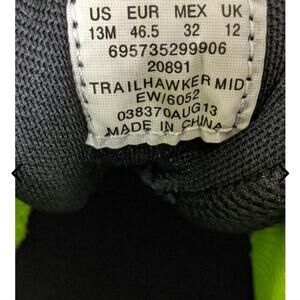 US EUR MEX UK
13M 46.5 32 12
695735299906
20891
TRAILHAWKER MID
EW/6052
038370AUG13
MADE IN CHINA